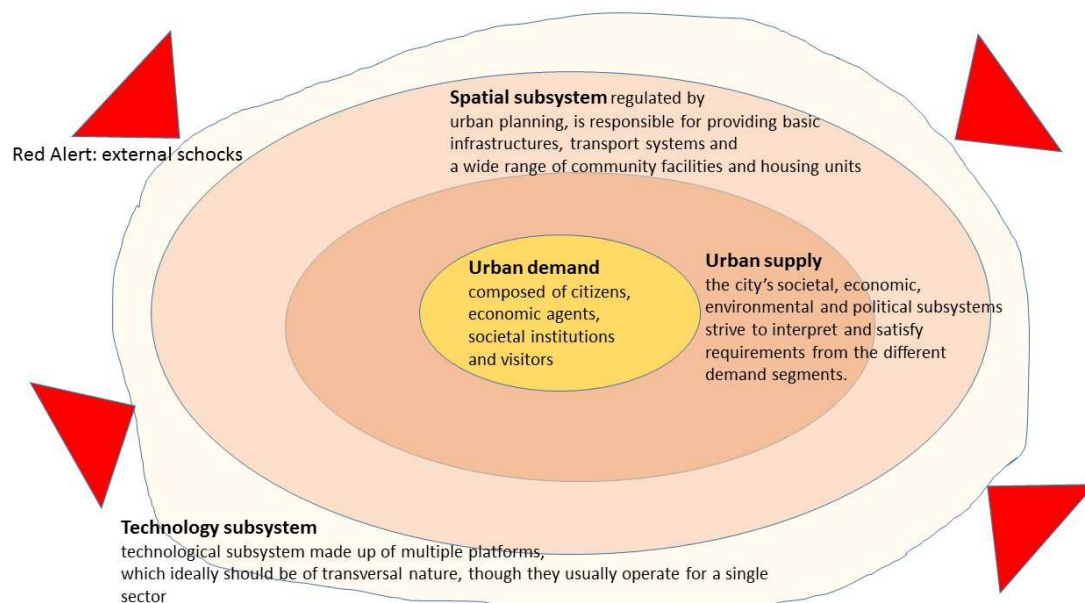 Spatial subsystem regulated by
urban planning, is responsible for providing basic
infrastructures, transport systems and
a wide range of community facilities and housing units
Red Alert: external schocks
Urban demand
composed of citizens,
economic agents,
societal institutions
and visitors
Urban supply
the city's societal, economic,
environmental and political subsystems
strive to interpret and satisfy
requirements from the different
demand segments.
Technology subsystem
technological subsystem made up of multiple platforms,
which ideally should be of transversal nature, though they usually operate for a single
sector